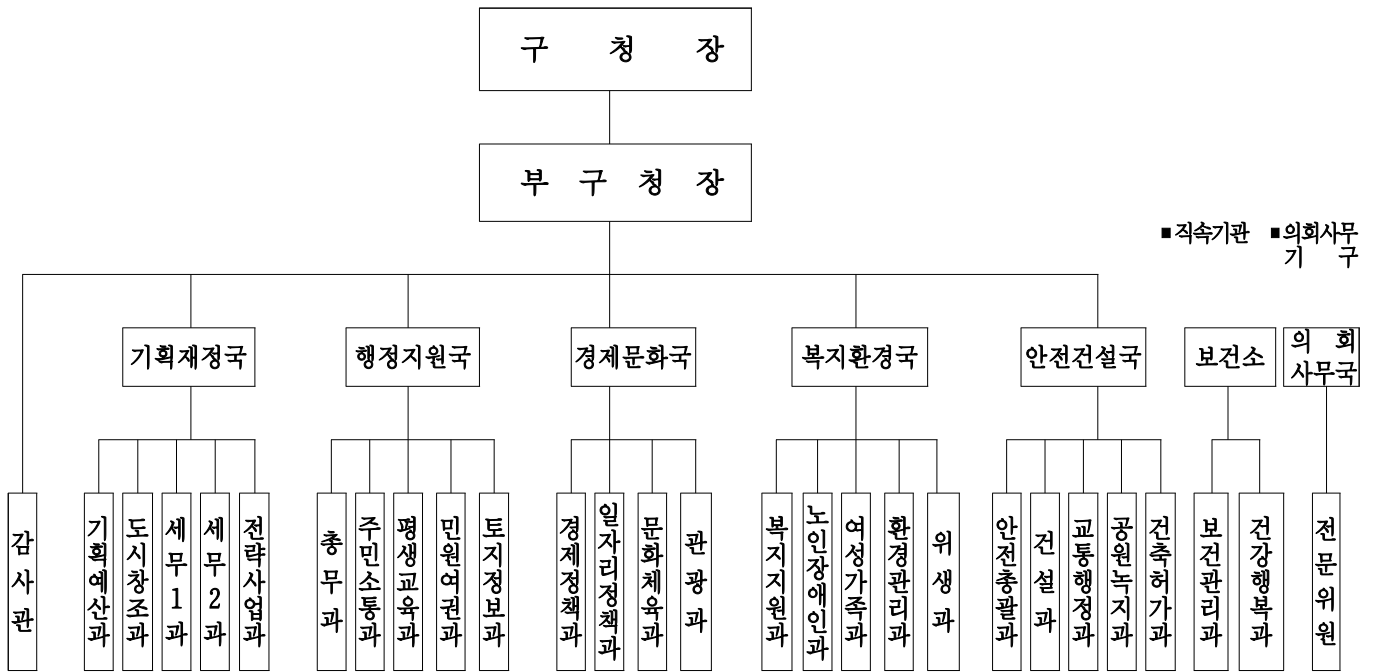 구 청 장
부 구 청 장
■ 직속기관 ■ 의회사무
기 구
기획재정국 행정지원국 경제문화국 복지환경국 안전건설국 보건소 의 회
사무국
감사관
기획예산과
도시창조과
세무1과
세무2과
전략사업과
총무과
주민소통과
평생교육과
민원여권과
토지정보과
경제정책과
일자리정책과
문화체육과
관광과
복지지원과
노인장애인과
여성가족과
환경관리과
위생과
안전총괄과
건설과
교통행정과
공원녹지과
건축허가과
보건관리과
건강행복과
전문위원